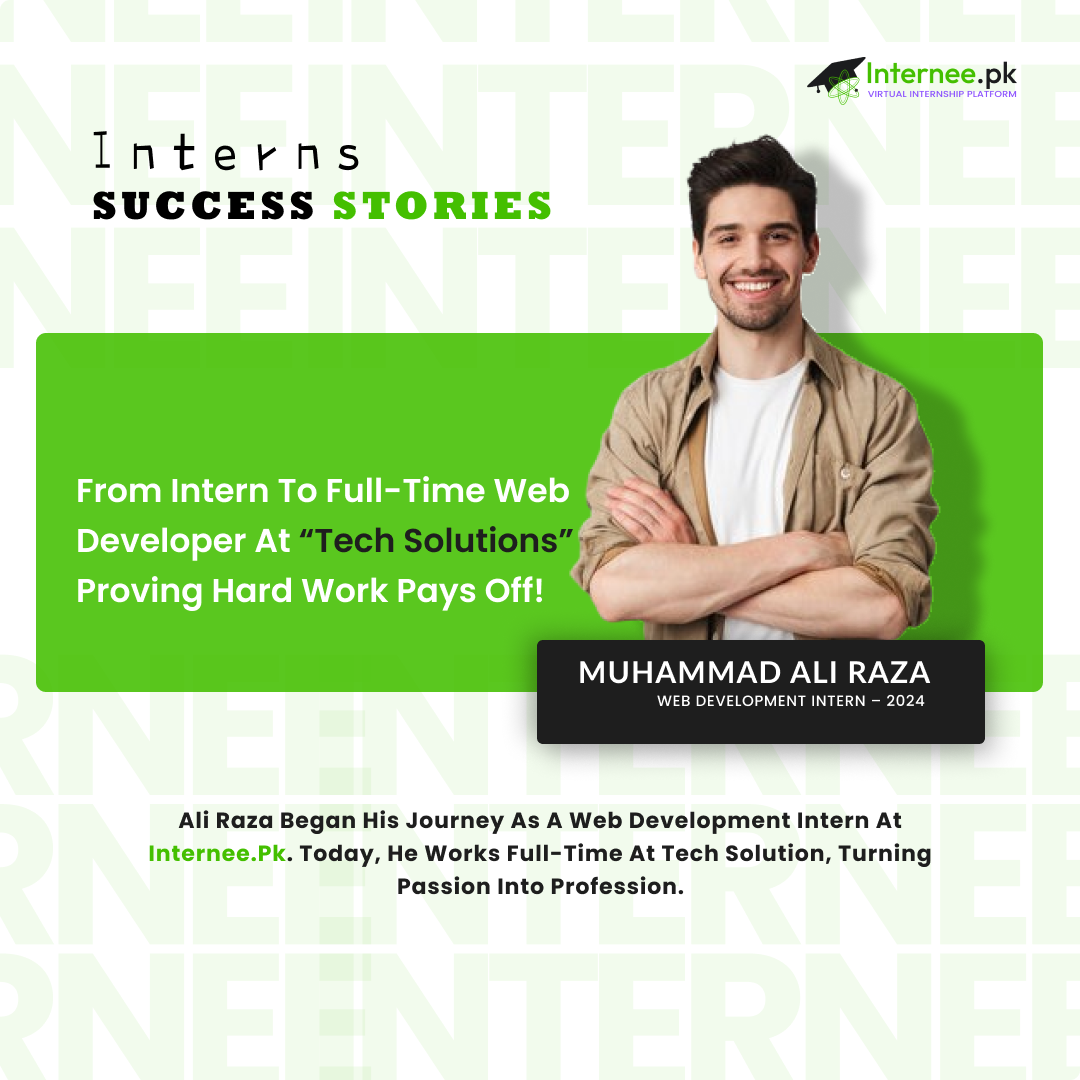 Internee.pk
VIRTUAL INTERNSHIP PLATFORM
Interns
SUCCESS STORIES
From Intern To Full-Time Web
Developer At “Tech Solutions”
Proving Hard Work Pays Off!
MUHAMMAD ALI RAZA
WEB DEVELOPMENT INTERN – 2024
Ali Raza Began His Journey As A Web Development Intern At
Internee.Pk. Today, He Works Full-Time At Tech Solution, Turning
Passion Into Profession.